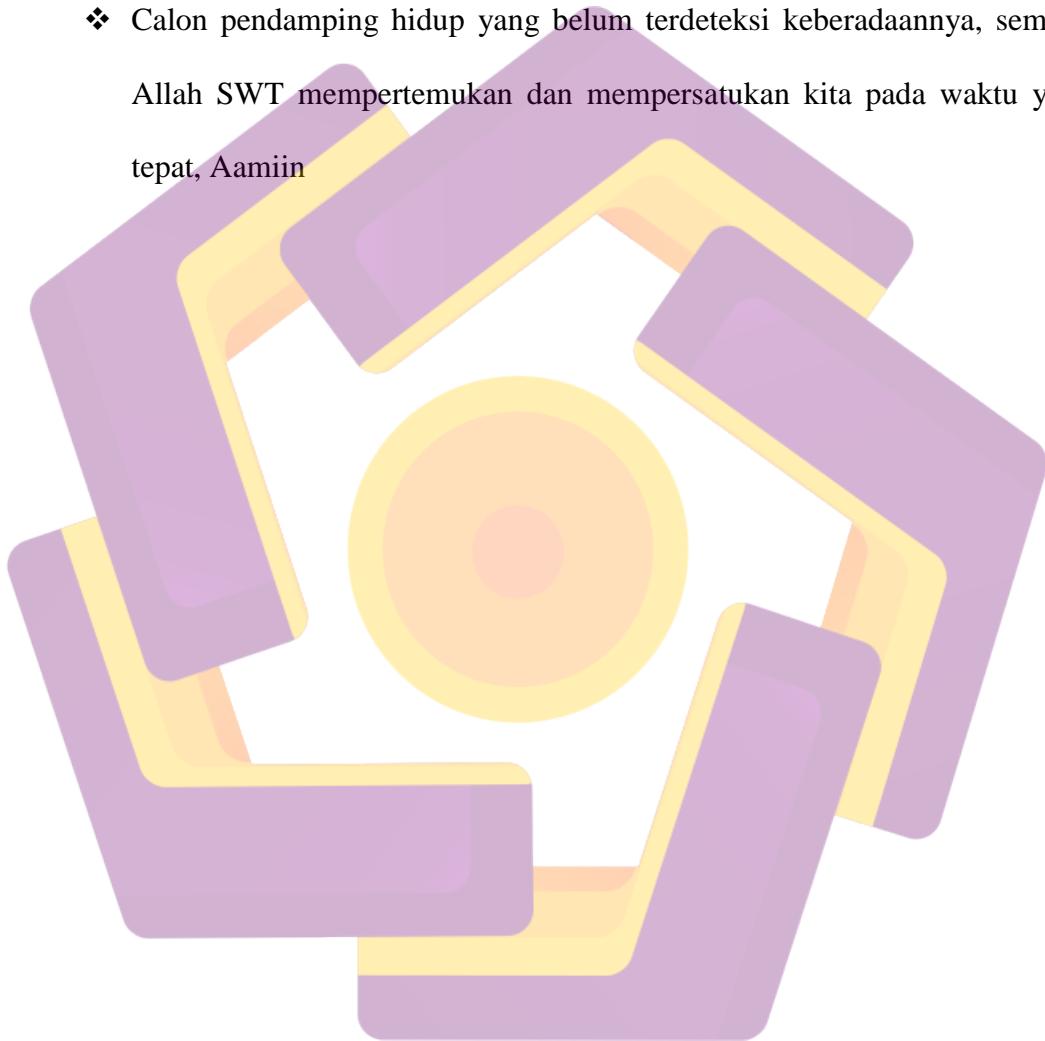 ❖ Calon pendamping hidup yang belum terdeteksi keberadaannya, sem
Allah SWT mempertemukan dan mempersatukan kita pada waktu y
tepat, Aamiin